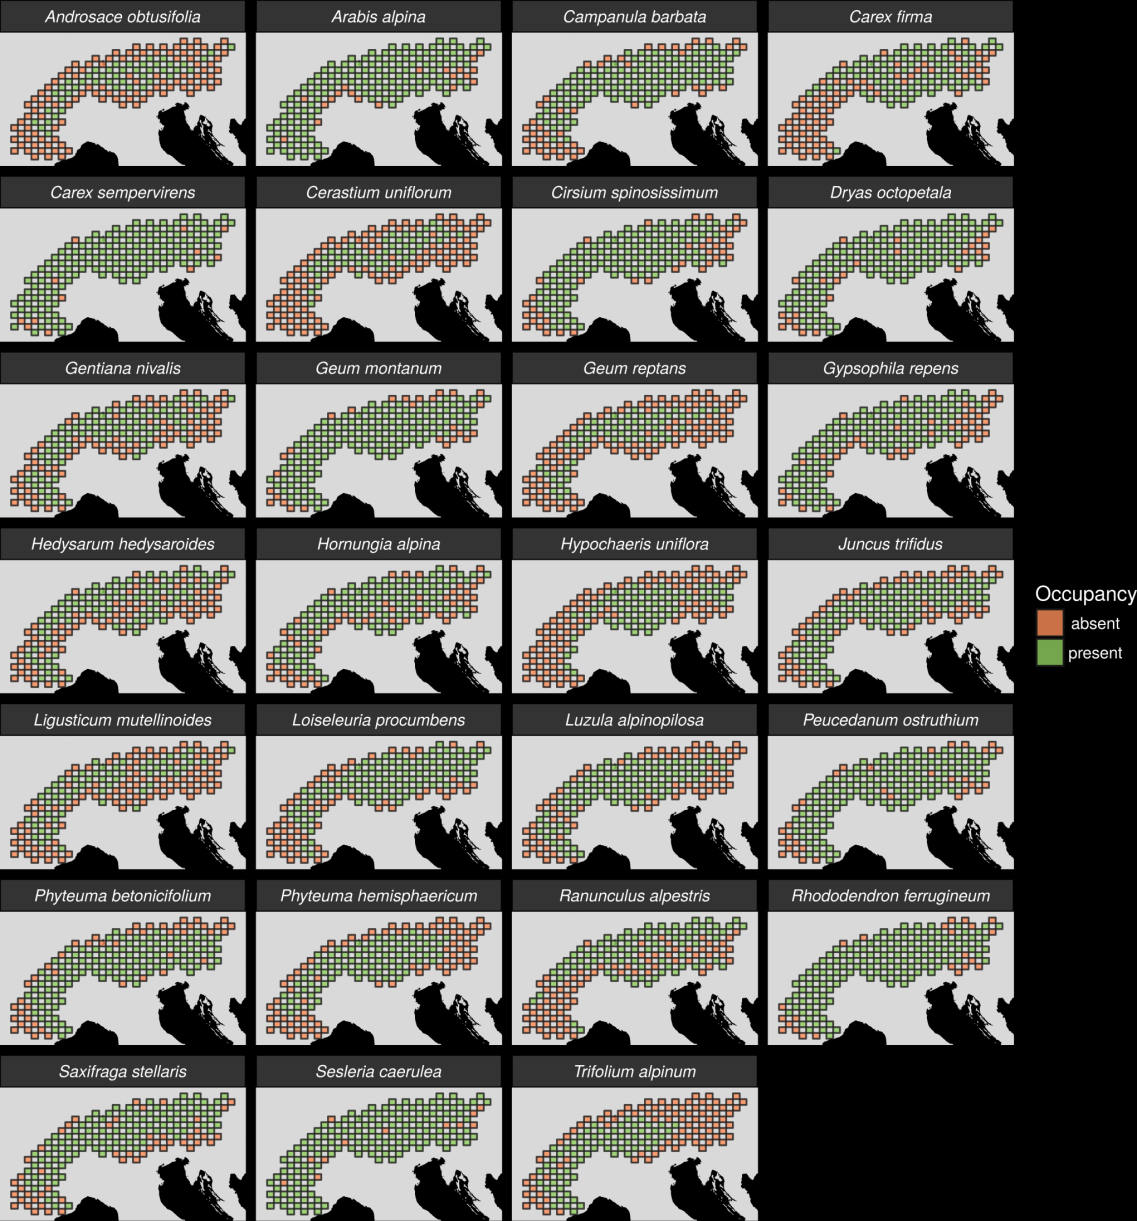 Androsace obtusifolia
Arabis alpina
Campanula barbata
Carex firma
Carex sempervirens
Cerastium uniflorum
Cirsium spinosissimum
Dryas octopetala
Gentiana nivalis
Geum montanum
Geum reptans
Gypsophila repens
Hedysarum hedysaroides
Hornungia alpina
Hypochaeris uniflora
Juncus trifidus
Occupancy
absent
present
Ligusticum mutellinoides
Loiseleuria procumbens
Luzula alpinopilosa
Peucedanum ostruthium
Phyteuma betonicifolium
Phyteuma hemisphaericum
Ranunculus alpestris
Rhododendron ferrugineum
Saxifraga stellaris
Sesleria caerulea
Trifolium alpinum